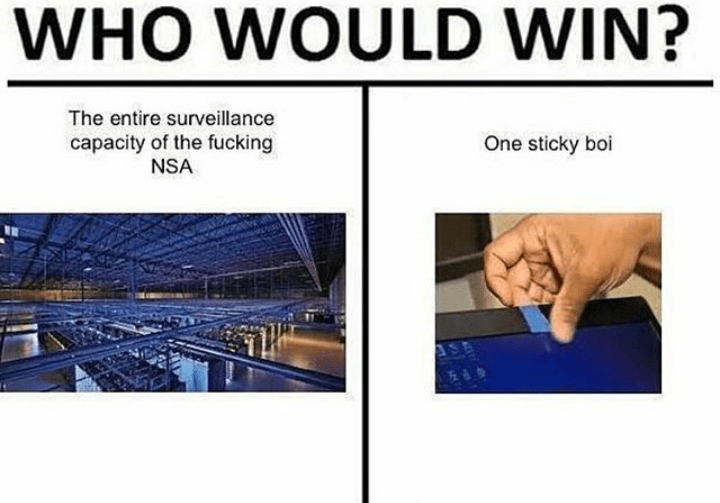 WHO WOULD WIN?
The entire surveillance
capacity of the fucking
NSA
One sticky boi